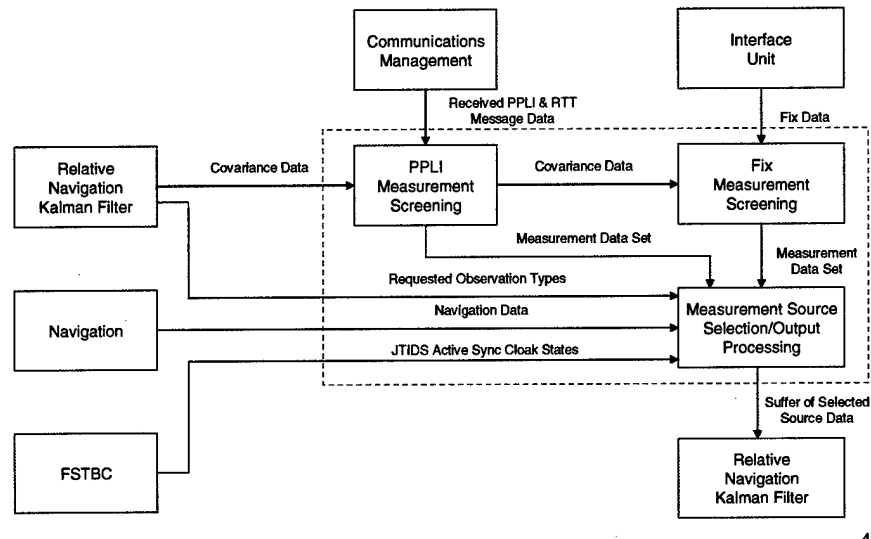 Communications
Management
Interface
Unit
Received PPLI & RTT
Message Data
Fix Data
Relative
Navigation
Kalman Filter
Covariance Data
PPLI
Measurement
Screening
Covariance Data
Fix
Measurement
Screening
Measurement Data Set
Measurement
Data Set
Requested Observation Types
Navigation
Navigation Data
Measurement Source
Selection/Output
Processing
JTIDS Active Sync Cloak States
Suffer of Selected
Source Data
FSTBC
Relative
Navigation
Kalman Filter